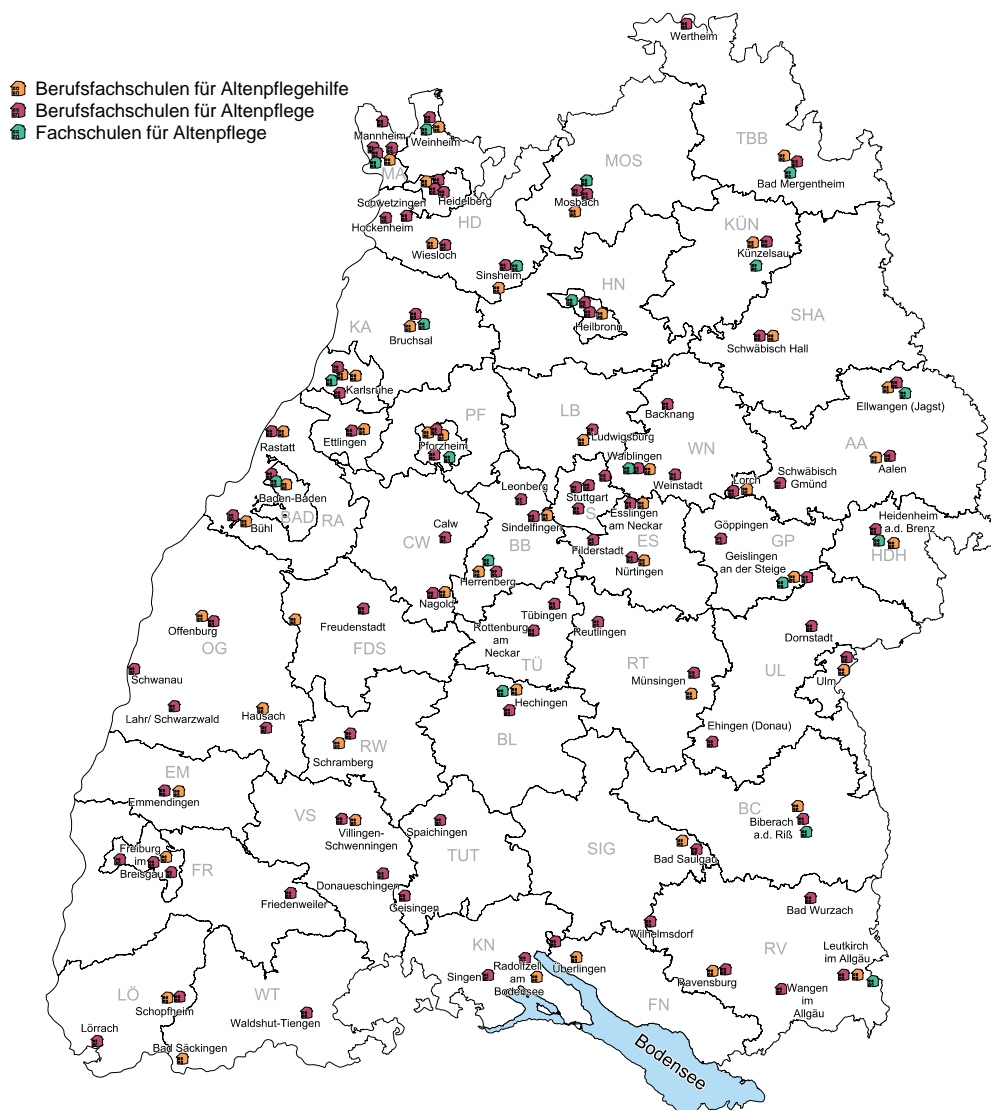 Wertheim
Berufsfachschulen für Altenpflegehilfe
Berufsfachschulen für Altenpflege
Fachschulen für Altenpflege
Mannheim
Weinheim
MA
TBB
MOS
Bad Mergentheim
Schwetzingen
Heidelberg
Mosbach
Hockenheim
HD
KÜN
Wiesloch
Künzelsau
Sinsheim
HN
SHA
KA
Bruchsal
Heilbronn
Schwäbisch Hall
Karlsruhe
Ellwangen (Jagst)
PF
LB
Backnang
AA
Rastatt
Ettlingen
Pforzheim
Ludwigsburg
WN
Aalen
Waiblingen
Weinstadt
Lorch
Schwäbisch
Gmünd
Baden-Baden
Leonberg
Stuttgart
S
BAD
RA
Bühl
Sindelfingen
Esslingen
am Neckar
Göppingen
Heidenheim
a.d. Brenz
CW
Calw
BB
Filderstadt
ES
GP
HDH
Geislingen
an der Steige
Herrenberg
Nürtingen
Nagold
Offenburg
OG
Freudenstadt
FDS
Tübingen
Rottenburg
am
Neckar
TÜ
Reutlingen
RT
Dornstadt
UL
Ulm
Schwanau
Münsingen
Lahr/ Schwarzwald
Hausach
Hechingen
BL
Ehingen (Donau)
RW
Schramberg
EM
Emmendingen
VS
Villingen-
Schwenningen
Spaichingen
TUT
SIG
BC
Biberach
a.d. Riß
Bad Saulgau
Freiburg
im
Breisgau
FR
Donaueschingen
Friedenweiler
Geisingen
Bad Wurzach
Wilhelmsdorf
KN
RV
Leutkirch
im Allgäu
Radolfzell
am
Bodensee
Singen
Überlingen
Ravensburg
Wangen
im
Allgäu
LÖ
Schopfheim
WT
Waldshut-Tiengen
FN
Lörrach
Bad Säckingen
Bodensee